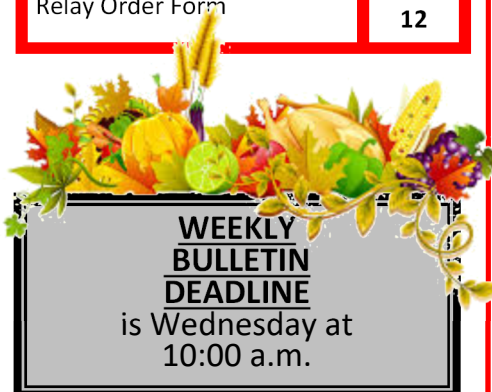 Relay Order Form
12
WEEKLY
BULLETIN
DEADLINE
is Wednesday at
10:00 a.m.